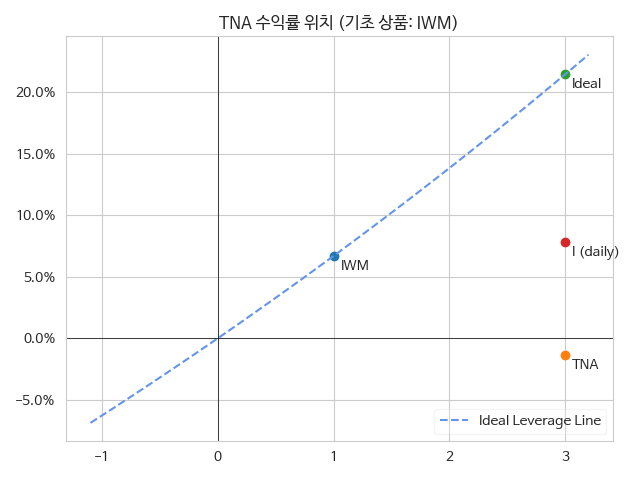 TNA 수익률 위치 (기초 상품: IWM)
20.0%
15.0%
10.0%
5.0%
0.0%
−5.0%
Ideal
I (daily)
IWM
TNA
Ideal Leverage Line
−1
0
1
2
3